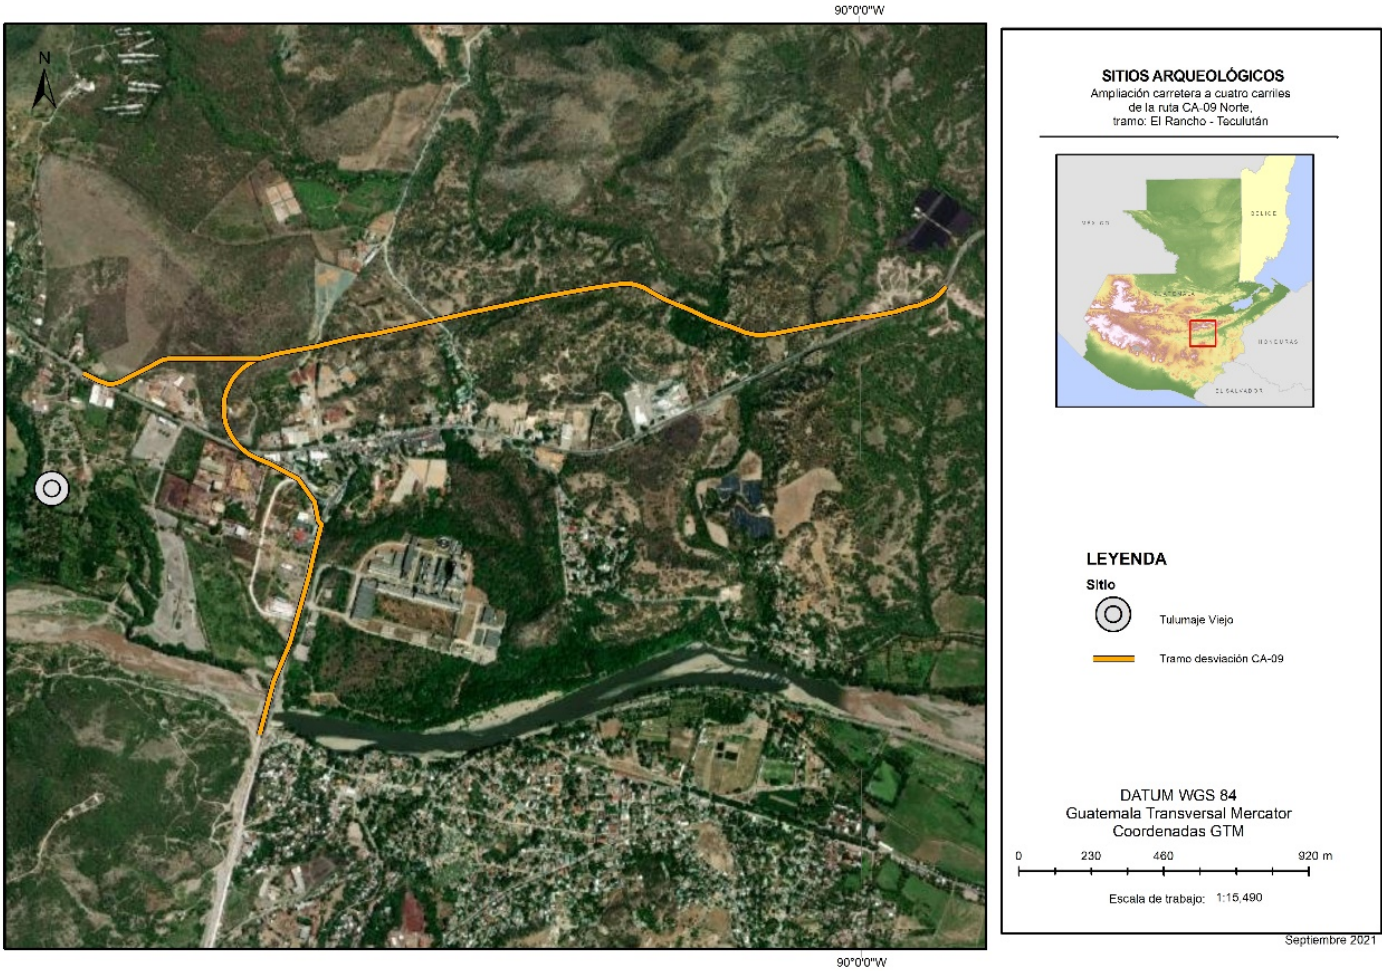 90°0'0"W
N
SITIOS ARQUEOLÓGICOS
Ampliación carretera a cuatro carriles
de la ruta CA-09 Norte,
tramo: El Rancho - Teculután
BELICE
HONDURAS
EL SALVADOR
LEYENDA
Sitio
Tulumaje Viejo
Tramo desviación CA-09
DATUM WGS 84
Guatemala Transversal Mercator
Coordenadas GTM
0 230 460 920 m
Escala de trabajo: 1:15,490
Septiembre 2021
90°0'0"W